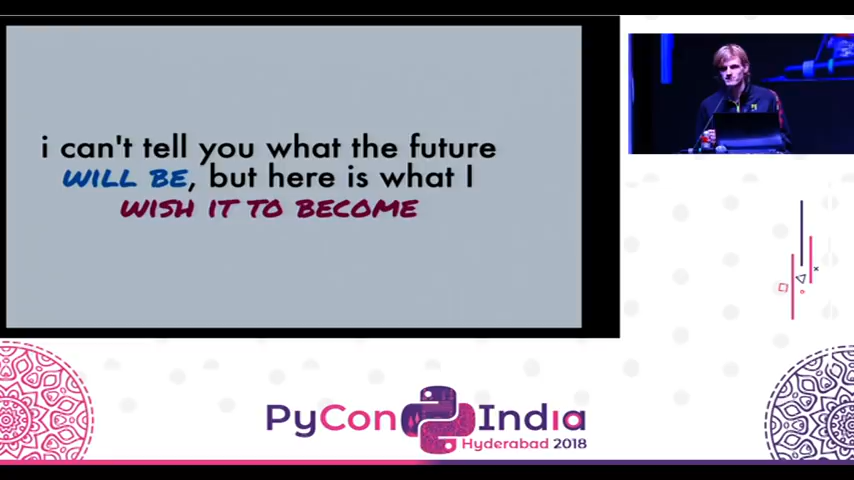 i can't tell you what the future
WILL BE, but here is what I
WISH IT TO BECOME
PyCon India
Hyderabad 2018